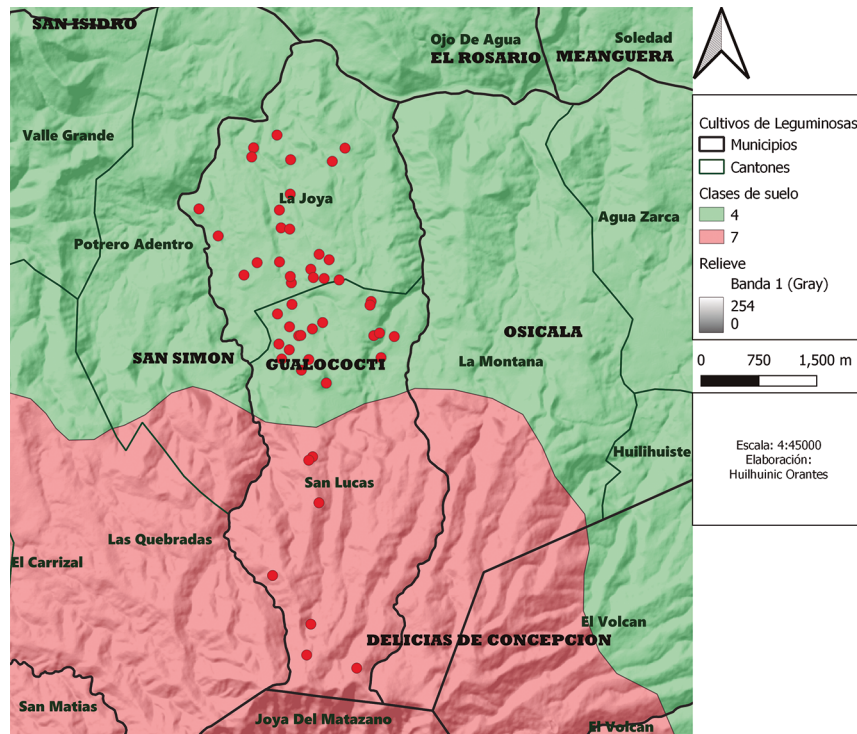 SAN ISIDRO
Ojo De Agua
EL ROSARIO
Soledad
MEANGUERA
Valle Grande
La Joya
Agua Zarca
Potrero Adentro
OSICALA
SAN SIMON
GUALOCOCTI
La Montana
Huilihuiste
San Lucas
Las Quebradas
El Carrizal
El Volcan
DELICIAS DE CONCEPCION
San Matias
Joya Del Matazano
El Volcan
Cultivos de Leguminosas
Municipios
Cantones
Clases de suelo
4
7
Relieve
Banda 1 (Gray)
254
0
0 750 1,500 m
Escala: 4:45000
Elaboración:
Huilhuinic Orantes